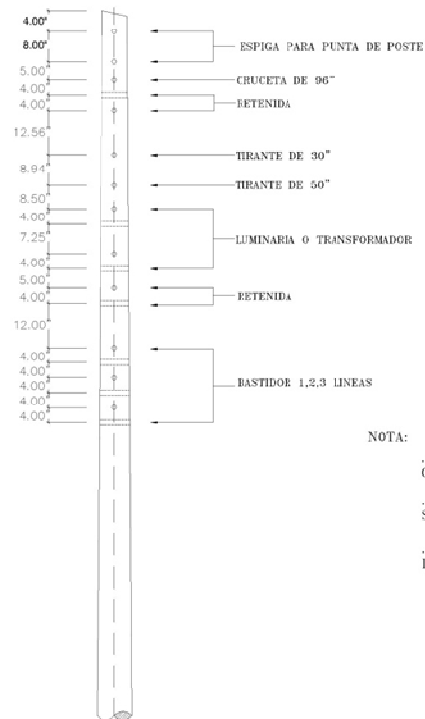 4.00"
8.00"
ESPIGA PARA PUNTA DE POSTE
5.00
CRUCETA DE 96"
4.00
4.00
RETENIDA
12.56
TIRANTE DE 30"
8.94
TIRANTE DE 50"
8.50
4.00
7.25
LUMINARIA O TRANSFORMADOR
4.00
5.00
4.00
RETENIDA
12.00
4.00
4.00
BASTIDOR 1,2,3 LINEAS
4.00
4.00
4.00
NOTA: